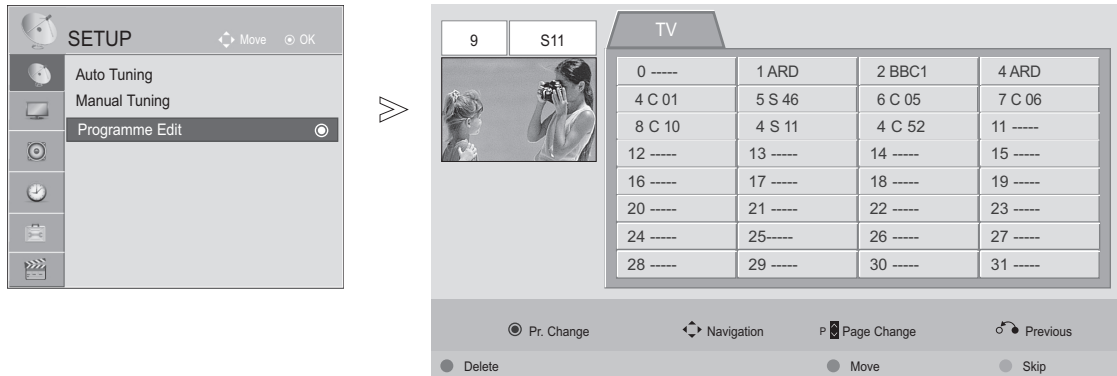 SETUP
Move
OK
Auto Tuning
Manual Tuning
Programme Edit
9 S11
TV
0 ----- 1 ARD 2 BBC1 4 ARD
4 C 01 5 S 46 6 C 05 7 C 06
8 C 10 4 S 11 4 C 52 11 -----
12 ----- 13 ----- 14 ----- 15 -----
16 ----- 17 ----- 18 ----- 19 -----
20 ----- 21 ----- 22 ----- 23 -----
24 ----- 25----- 26 ----- 27 -----
28 ----- 29 ----- 30 ----- 31 -----
Pr. Change Navigation P Page Change Previous
Delete Move Skip